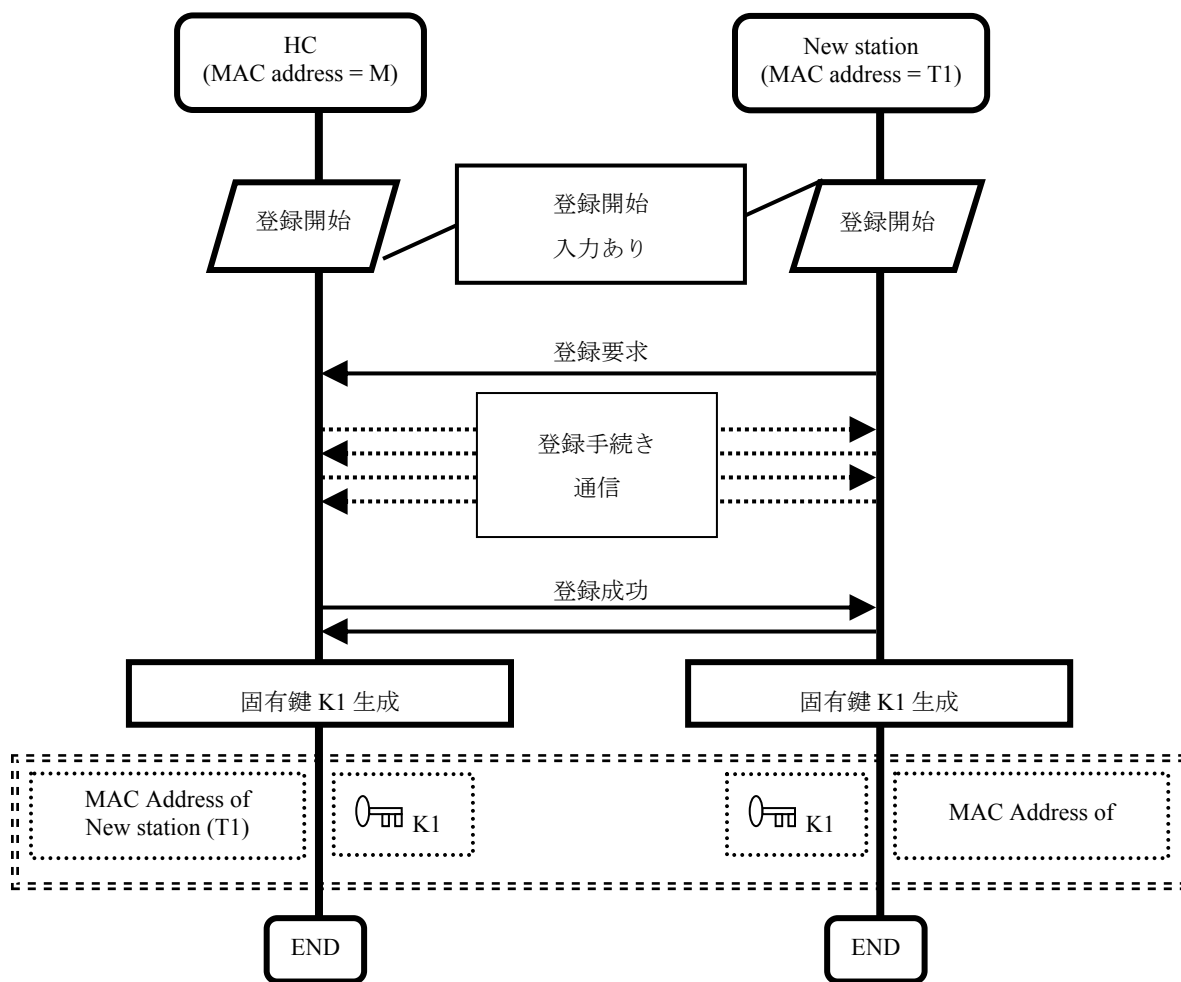 HC
(MAC address = M)
New station
(MAC address = T1)
登録開始
登録開始
入力あり
登録開始
登録要求
登録手続き
通信
登録成功
固有鍵 K1 生成
固有鍵 K1 生成
MAC Address of
New station (T1)
K1
K1
MAC Address of
END
END